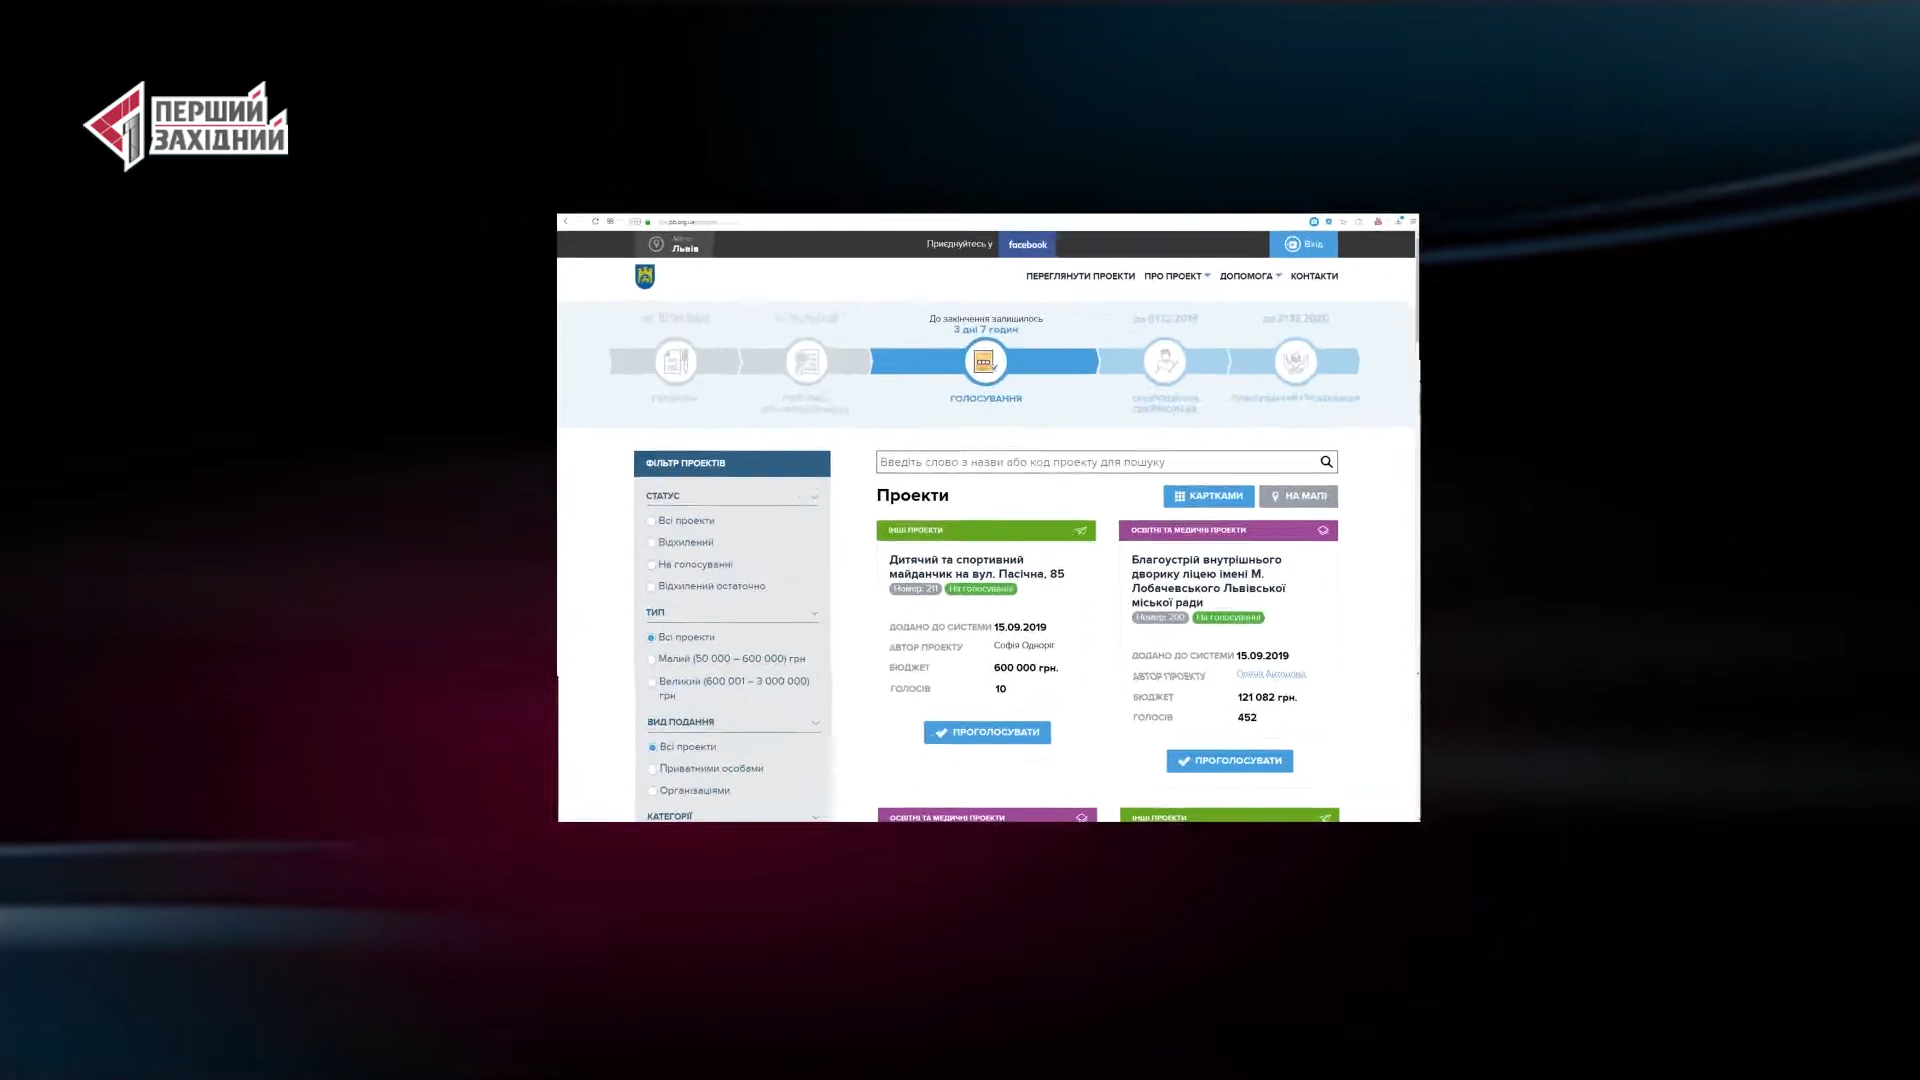 ПЕРШИЙ
ЗАХІДНИЙ
Місто
Львів
Приєднуйтесь у
facebook
Вхід
ПЕРЕГЛЯНУТИ ПРОЕКТИ
ПРО ПРОЕКТ
ДОПОМОГА
КОНТАКТИ
До закінчення залишилось
3 дні 7 годин
ГОЛОСУВАННЯ
ФІЛЬТР ПРОЕКТІВ
СТАТУС
Всі проекти
Відхилений
На голосуванні
Відхилений остаточно
ТИП
Всі проекти
Малий (50 000 – 600 000) грн
Великий (600 001 – 3 000 000)
грн
ВИД ПОДАННЯ
Всі проекти
Приватними особами
Організаціями
КАТЕГОРІЇ
Введіть слово з назви або код проекту для пошуку
Проекти
КАРТКАМИ
НА МАПІ
ІНШІ ПРОЕКТИ
Дитячий та спортивний
майданчик на вул. Пасічна, 85
Номер: 211
На голосуванні
ДОДАНО ДО СИСТЕМИ 15.09.2019
АВТОР ПРОЕКТУ Софія Одноріг
БЮДЖЕТ 600 000 грн.
ГОЛОСІВ 10
ПРОГОЛОСУВАТИ
ОСВІТНІ ТА МЕДИЧНІ ПРОЕКТИ
Благоустрій внутрішнього
дворику ліцею імені М.
Лобачевського Львівської
міської ради
Номер: 200
На голосуванні
ДОДАНО ДО СИСТЕМИ 15.09.2019
АВТОР ПРОЕКТУ
БЮДЖЕТ 121 082 грн.
ГОЛОСІВ 452
ПРОГОЛОСУВАТИ
ОСВІТНІ ТА МЕДИЧНІ ПРОЕКТИ
ІНШІ ПРОЕКТИ